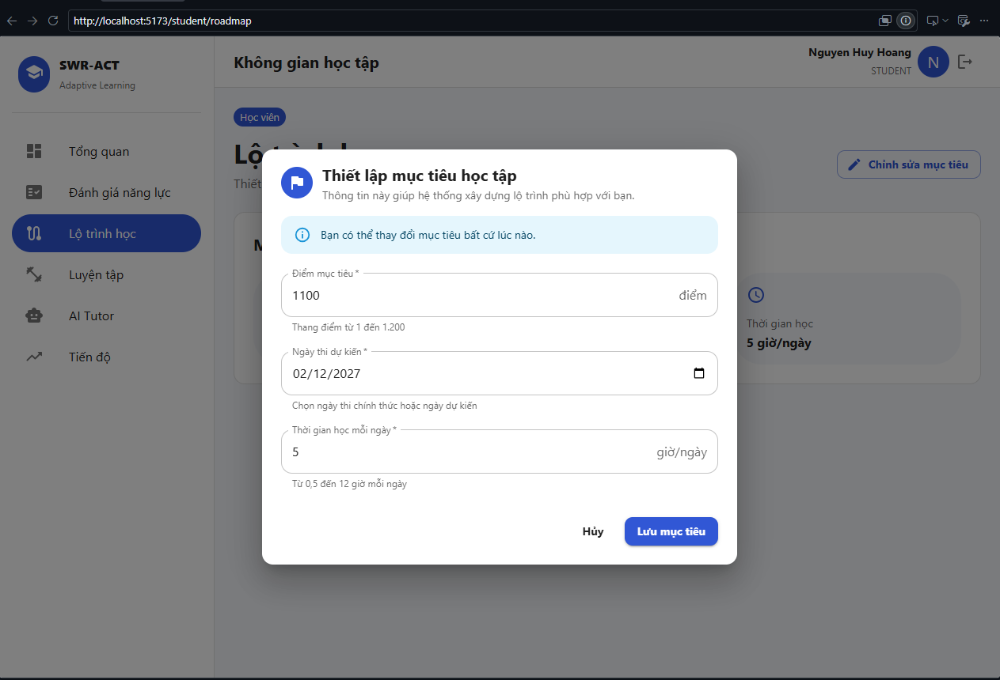 http://localhost:5173/student/roadmap
SWR-ACT
Adaptive Learning
Không gian học tập
Nguyen Huy Hoang
STUDENT
N
Tổng quan
Đánh giá năng lực
Lộ trình học
Luyện tập
AI Tutor
Tiến độ
Học viên
Thiết
Chỉnh sửa mục tiêu
Thời gian học
5 giờ/ngày
Thiết lập mục tiêu học tập
Thông tin này giúp hệ thống xây dựng lộ trình phù hợp với bạn.
Bạn có thể thay đổi mục tiêu bất cứ lúc nào.
Điểm mục tiêu *
1100 điểm
Thang điểm từ 1 đến 1.200
Ngày thi dự kiến *
02/12/2027
Chọn ngày thi chính thức hoặc ngày dự kiến
Thời gian học mỗi ngày *
5 giờ/ngày
Từ 0,5 đến 12 giờ mỗi ngày
Hủy
Lưu mục tiêu